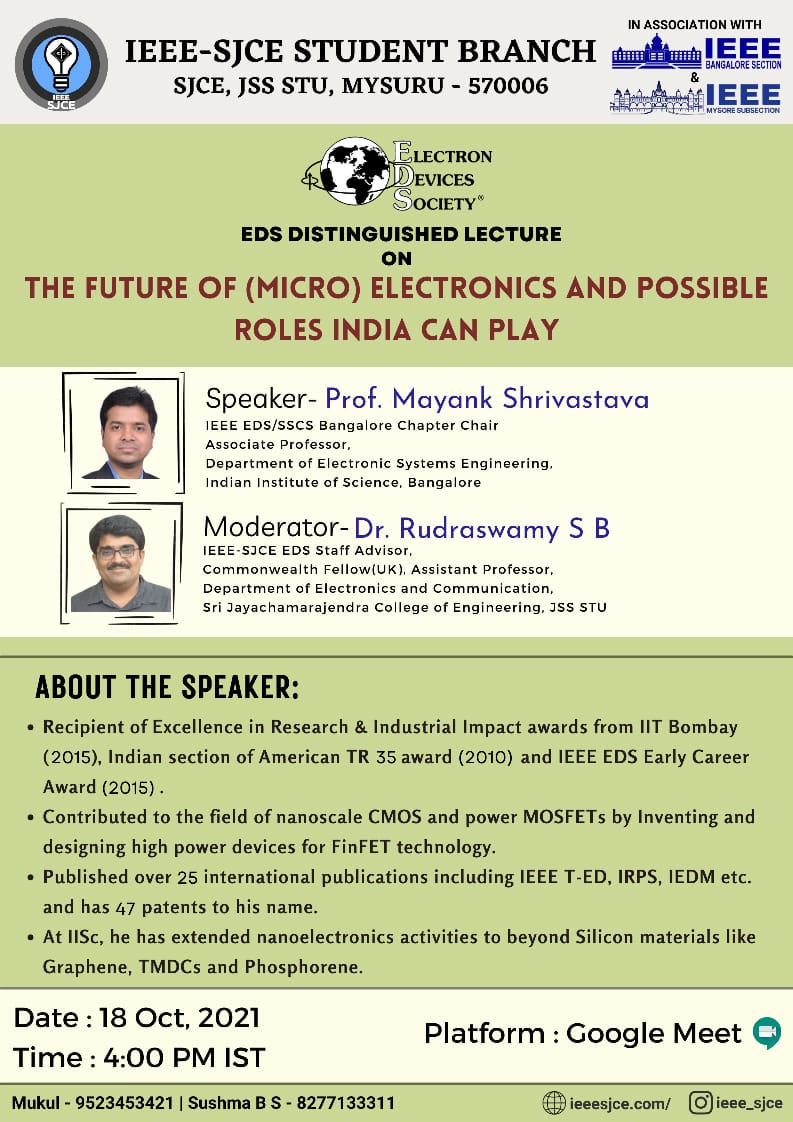 IEEE-SJCE STUDENT BRANCH
SJCE, JSS STU, MYSURU - 570006
IEEE
SJCE
IN ASSOCIATION WITH
IEEE
BANGALORE SECTION
&
IEEE
MYSORE SUBSECTION
ELECTRON
DEVICES
SOCIETY®
EDS DISTINGUISHED LECTURE
ON
THE FUTURE OF (MICRO) ELECTRONICS AND POSSIBLE
ROLES INDIA CAN PLAY
Speaker- Prof. Mayank Shrivastava
IEEE EDS/SSCS Bangalore Chapter Chair
Associate Professor,
Department of Electronic Systems Engineering,
Indian Institute of Science, Bangalore
Moderator- Dr. Rudraswamy S B
IEEE-SJCE EDS Staff Advisor,
Commonwealth Fellow(UK), Assistant Professor,
Department of Electronics and Communication,
Sri Jayachamarajendra College of Engineering, JSS STU
ABOUT THE SPEAKER:
• Recipient of Excellence in Research & Industrial Impact awards from IIT Bombay
(2015), Indian section of American TR 35 award (2010) and IEEE EDS Early Career
Award (2015) .
• Contributed to the field of nanoscale CMOS and power MOSFETs by Inventing and
designing high power devices for FinFET technology.
• Published over 25 international publications including IEEE T-ED, IRPS, IEDM etc.
and has 47 patents to his name.
• At IISc, he has extended nanoelectronics activities to beyond Silicon materials like
Graphene, TMDCs and Phosphorene.
Date : 18 Oct, 2021
Time : 4:00 PM IST
Platform : Google Meet
Mukul - 9523453421 | Sushma B S - 8277133311
ieeesjce.com/
ieee_sjce